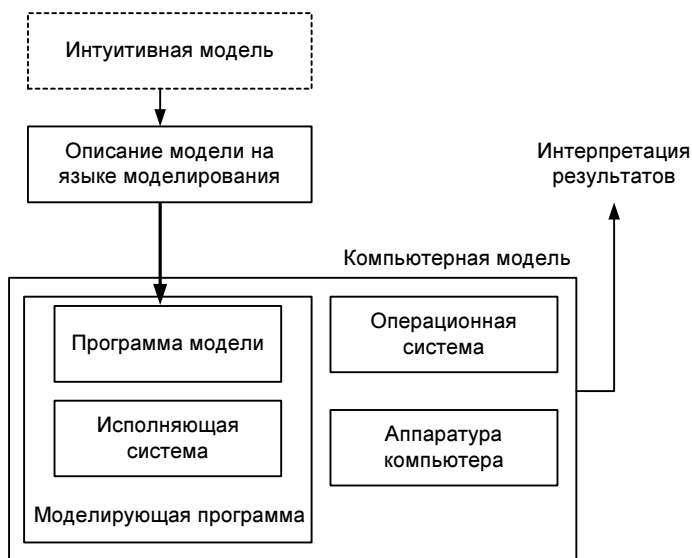 Интуитивная модель
Описание модели на
языке моделирования
Интерпретация
результатов
Компьютерная модель
Программа модели
Операционная
система
Исполняющая
система
Аппаратура
компьютера
Моделирующая программа